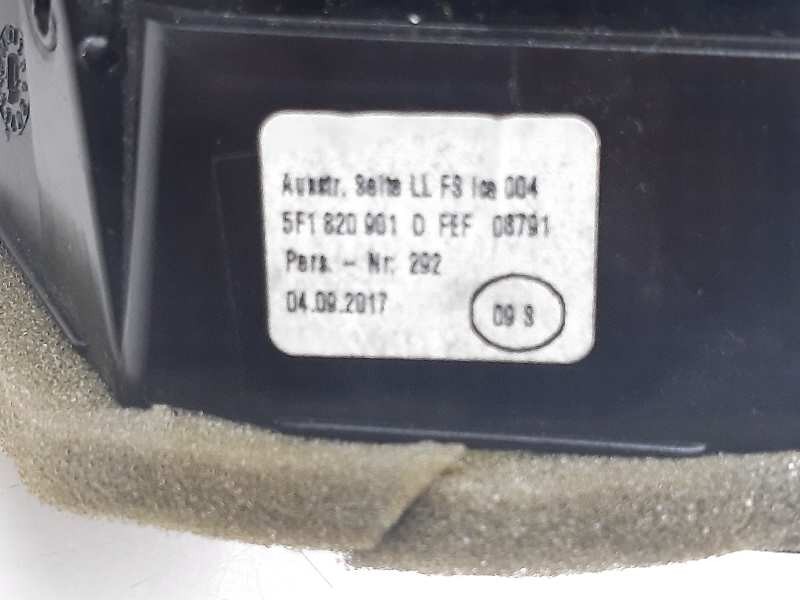 Ausstr. Seite LL FS Ice 004
5F1 820 901 D FEF 08791
Pers. - Nr: 292
04.09.2017
09 S